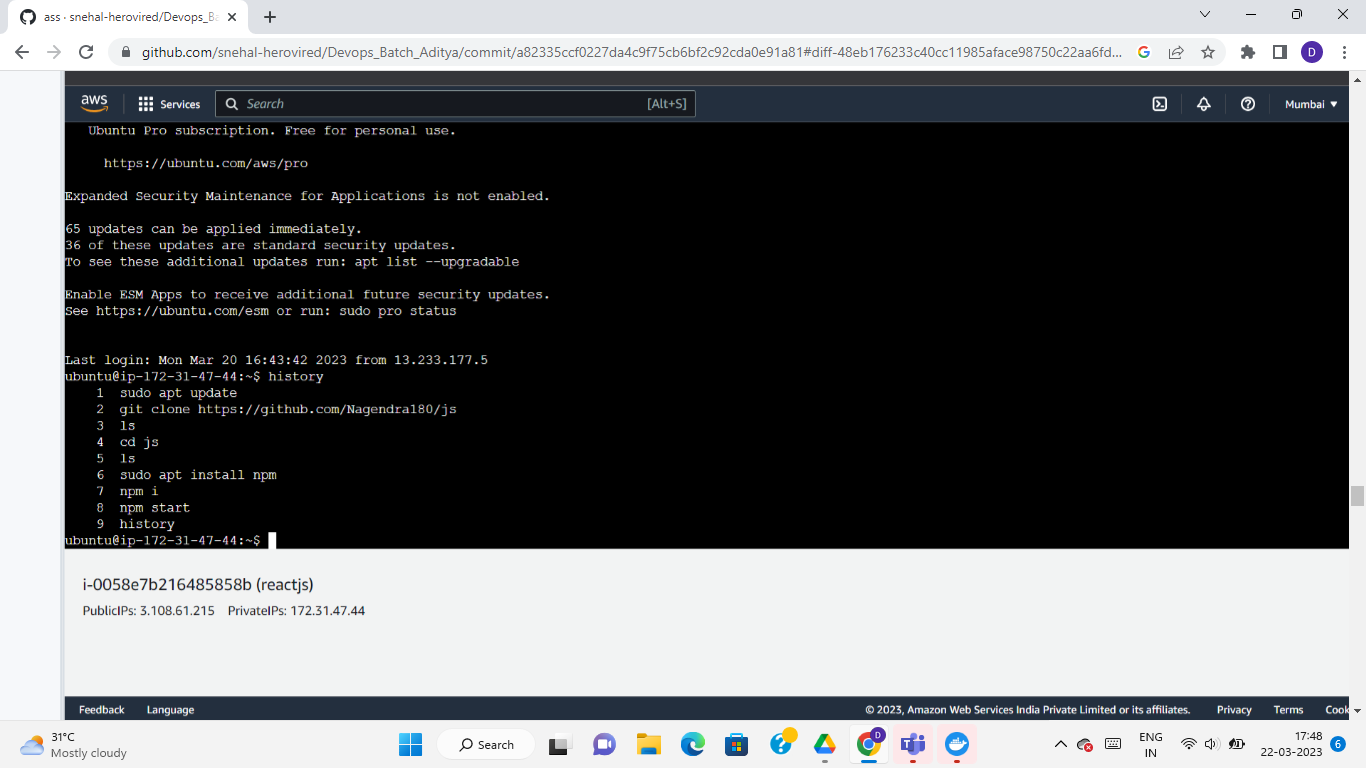 ass · snehal-herovired/Devops_Ba
github.com/snehal-herovired/Devops_Batch_Aditya/commit/a82335ccf0227da4c9f75cb6bf2c92cda0e91a81#diff-48eb176233c40cc11985aface98750c22aa6fd...
D
aws
Services
Search
[Alt+S]
Mumbai
Ubuntu Pro subscription. Free for personal use.
https://ubuntu.com/aws/pro
Expanded Security Maintenance for Applications is not enabled.
65 updates can be applied immediately.
36 of these updates are standard security updates.
To see these additional updates run: apt list --upgradable
Enable ESM Apps to receive additional future security updates.
See https://ubuntu.com/esm or run: sudo pro status
Last login: Mon Mar 20 16:43:42 2023 from 13.233.177.5
ubuntu@ip-172-31-47-44:~$ history
1 sudo apt update
2 git clone https://github.com/Nagendra180/js
3 ls
4 cd js
5 ls
6 sudo apt install npm
7 npm i
8 npm start
9 history
ubuntu@ip-172-31-47-44:~$
i-0058e7b216485858b (reactjs)
PublicIPs: 3.108.61.215 PrivateIPs: 172.31.47.44
Feedback Language © 2023, Amazon Web Services India Private Limited or its affiliates. Privacy Terms Cook
31°C
Mostly cloudy
Search
D
ENG
IN
17:48
22-03-2023
6